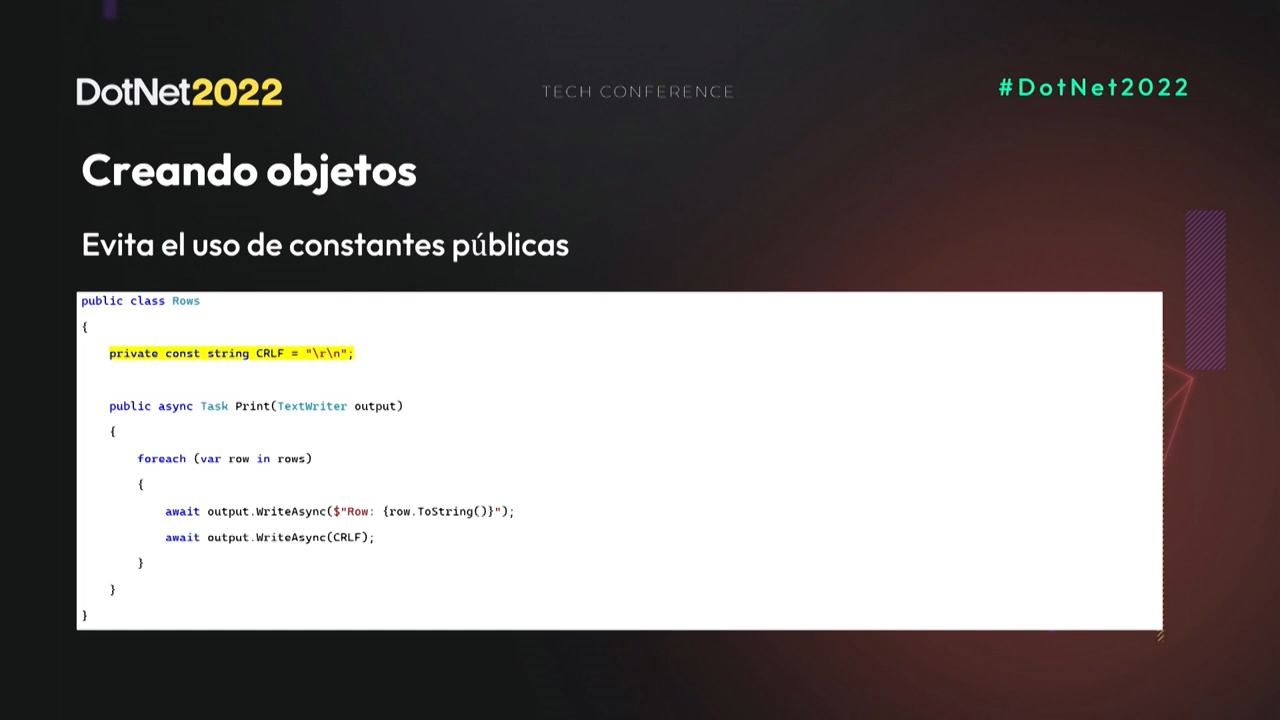 DotNet2022
TECH CONFERENCE
#DotNet2022
Creando objetos
Evita el uso de constantes públicas
public class Rows
{
    private const string CRLF = "\r\n";
    public async Task Print(TextWriter output)
    {
        foreach (var row in rows)
        {
            await output.WriteAsync($"Row: {row.ToString()}");
            await output.WriteAsync(CRLF);
        }
    }
}